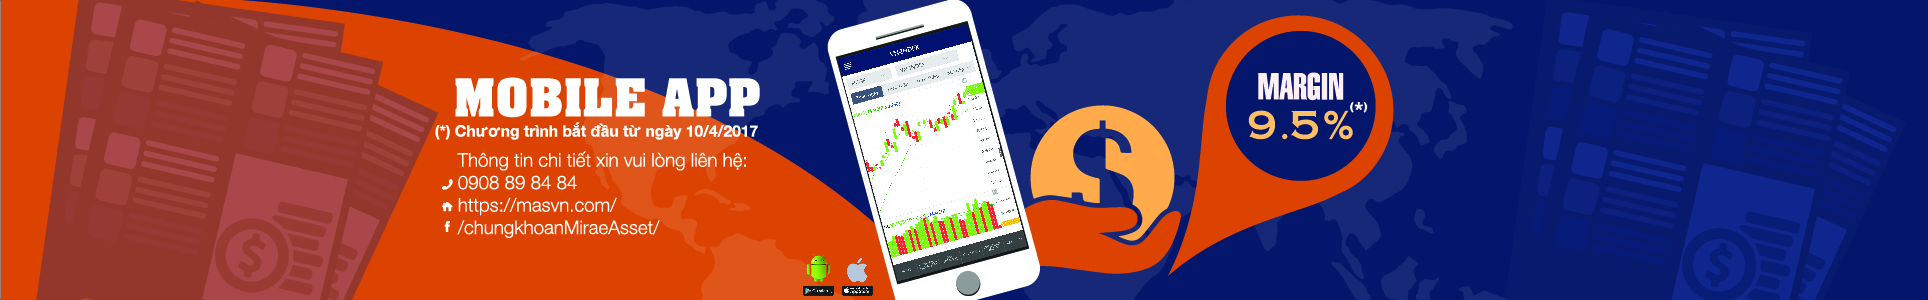 MOBILE APP
(*) Chương trình bắt đầu từ ngày 10/4/2017
Thông tin chi tiết xin vui lòng liên hệ:
0908 89 84 84
https://masvn.com/
/chungkhoanMiraeAsset/
MARGIN
9.5%(*)